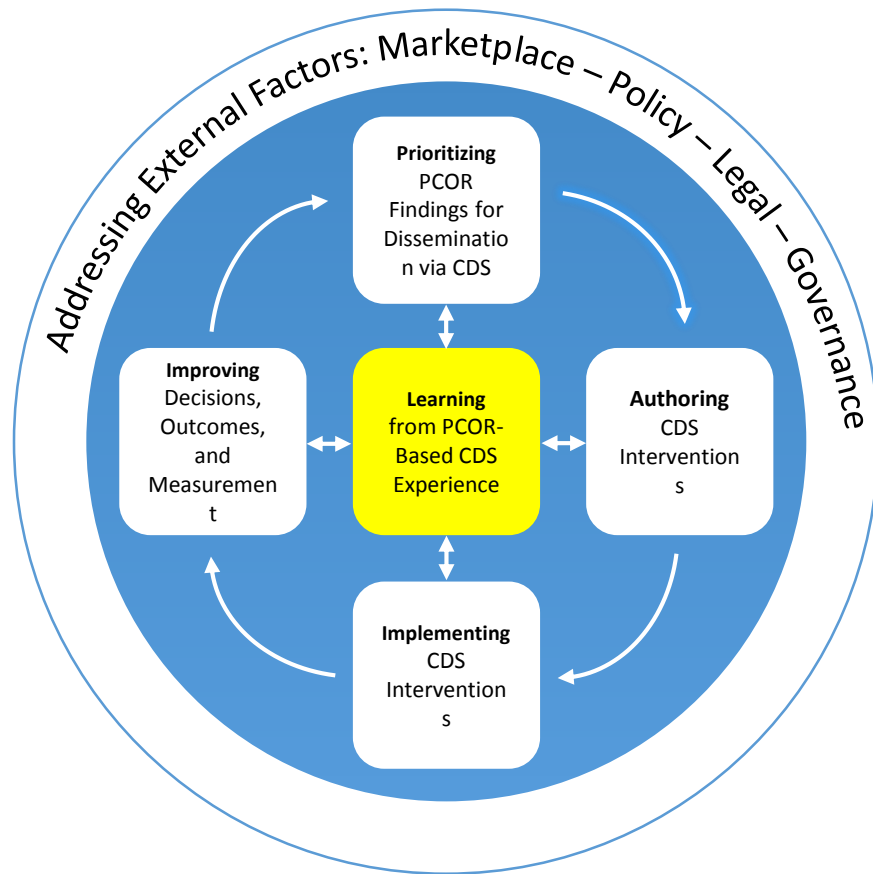 Addressing External Factors: Marketplace – Policy – Legal – Governance
Prioritizing
PCOR
Findings for
Disseminatio
n via CDS
Improving
Decisions,
Outcomes,
and
Measuremen
t
Learning
from PCOR-
Based CDS
Experience
Authoring
CDS
Intervention
s
Implementing
CDS
Intervention
s